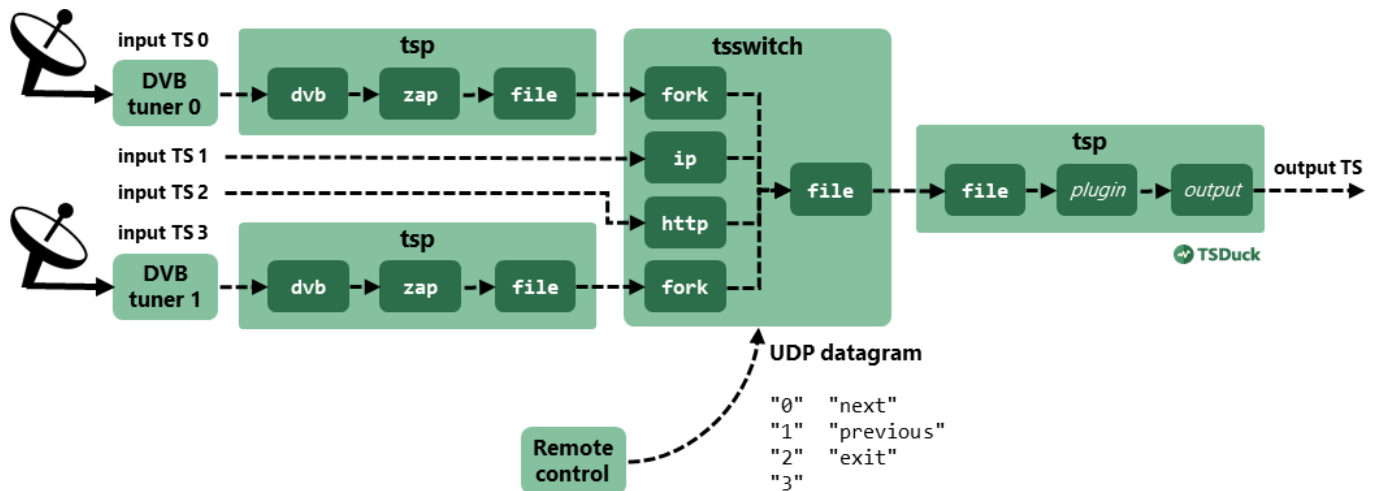 input TS 0
DVB
tuner 0
tsp
dvb
zap
file
tsswitch
fork
input TS 1
ip
input TS 2
http
input TS 3
DVB
tuner 1
tsp
dvb
zap
file
fork
file
tsp
file
plugin
output
output TS
TSDuck
UDP datagram
"0" "next"
"1" "previous"
"2" "exit"
"3"
Remote
control